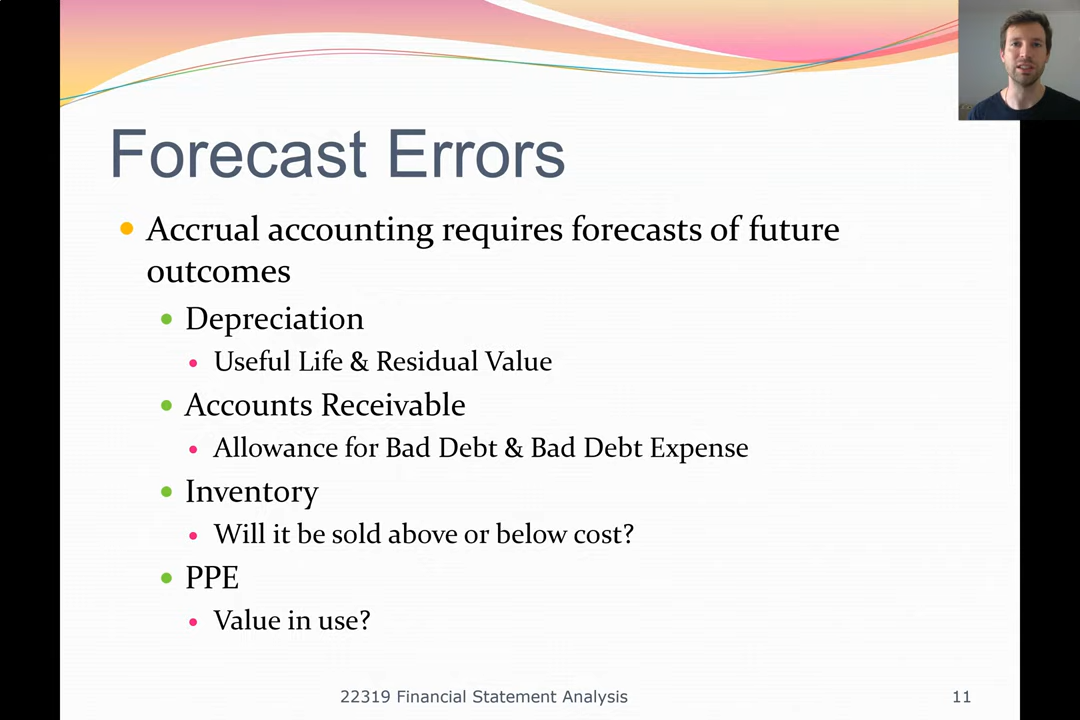 Forecast Errors
Accrual accounting requires forecasts of future
outcomes
Depreciation
Useful Life & Residual Value
Accounts Receivable
Allowance for Bad Debt & Bad Debt Expense
Inventory
Will it be sold above or below cost?
PPE
Value in use?
22319 Financial Statement Analysis
11